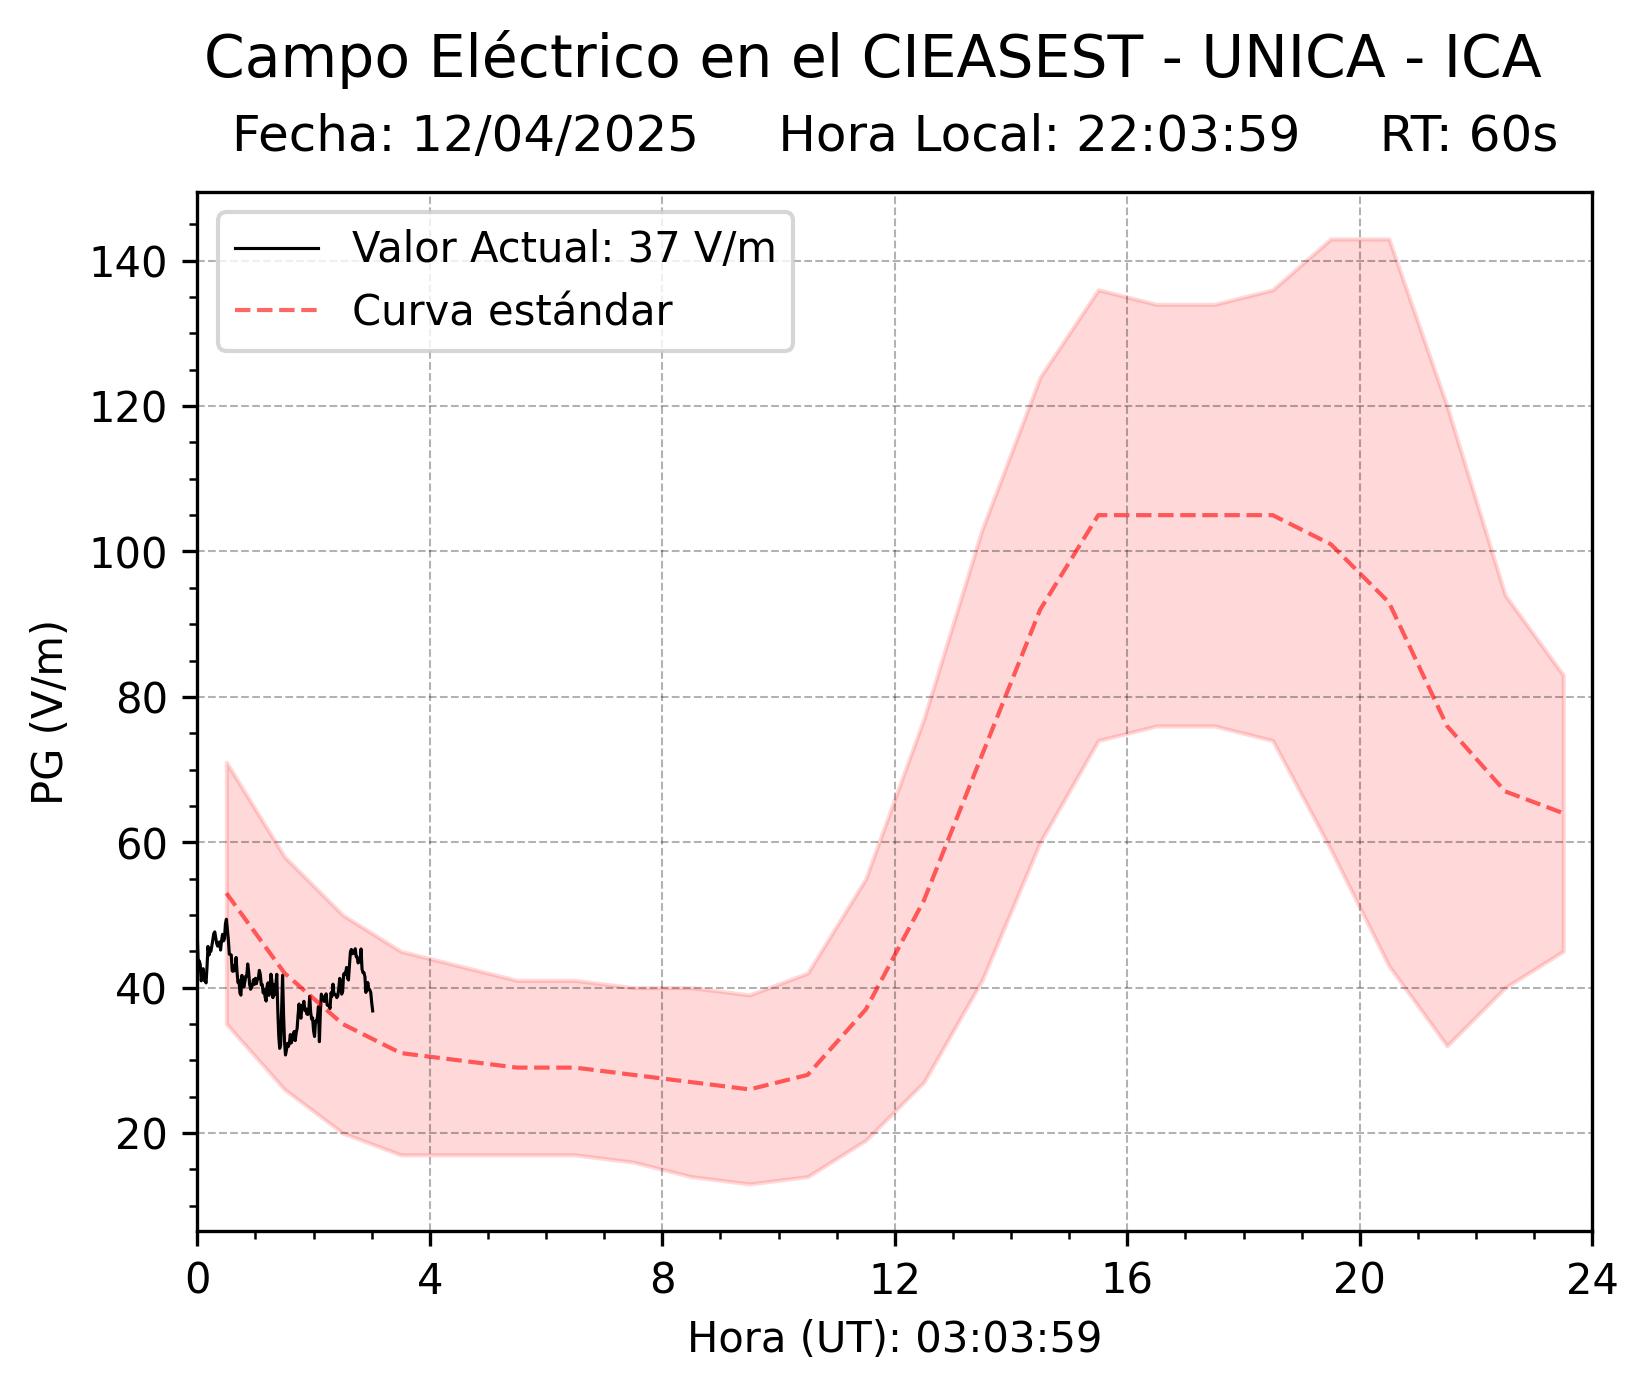 Campo Eléctrico en el CIEASEST - UNICA - ICA
Fecha: 12/04/2025 Hora Local: 22:03:59 RT: 60s
Valor Actual: 37 V/m
Curva estándar
140
120
100
80
60
40
20
PG (V/m)
0 4 8 12 16 20 24
Hora (UT): 03:03:59